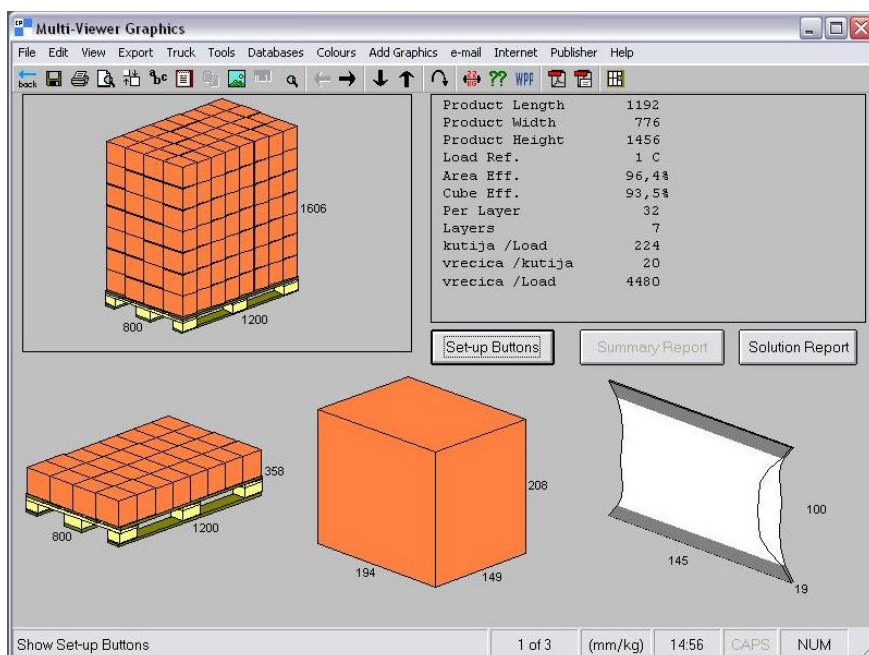 Multi-Viewer Graphics
File Edit View Export Truck Tools Databases Colours Add Graphics e-mail Internet Publisher Help
back abc ?? WPF
Product Length 1192
Product Width 776
Product Height 1456
Load Ref. 1 C
Area Eff. 96,4%
Cube Eff. 93,5%
Per Layer 32
Layers 7
kutija /Load 224
vrecica /kutija 20
vrecica /Load 4480
1606
800 1200
Set-up Buttons Summary Report Solution Report
358
800 1200
208
194 149
100
145
19
Show Set-up Buttons 1 of 3 (mm/kg) 14:56 CAPS NUM